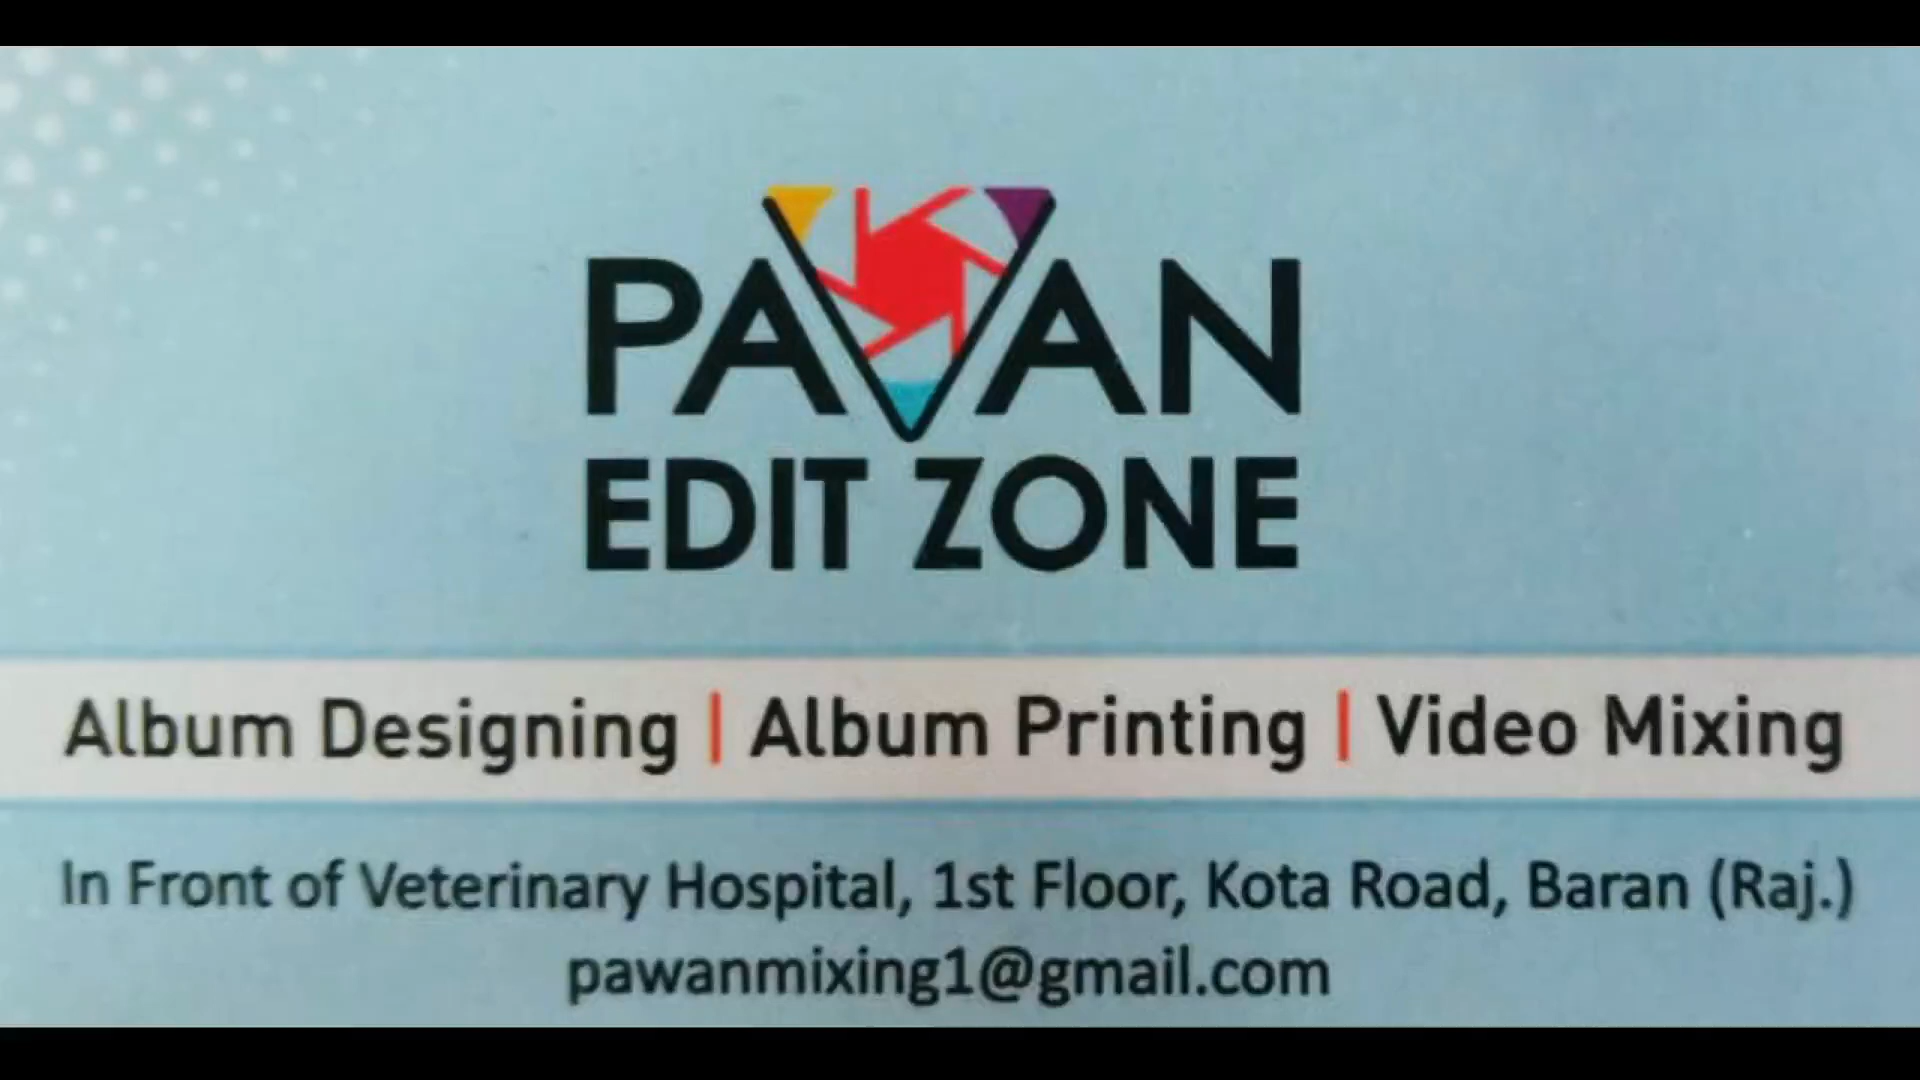 PAVAN
EDIT ZONE
Album Designing | Album Printing | Video Mixing
In Front of Veterinary Hospital, 1st Floor, Kota Road, Baran (Raj.)
pawanmixing1@gmail.com